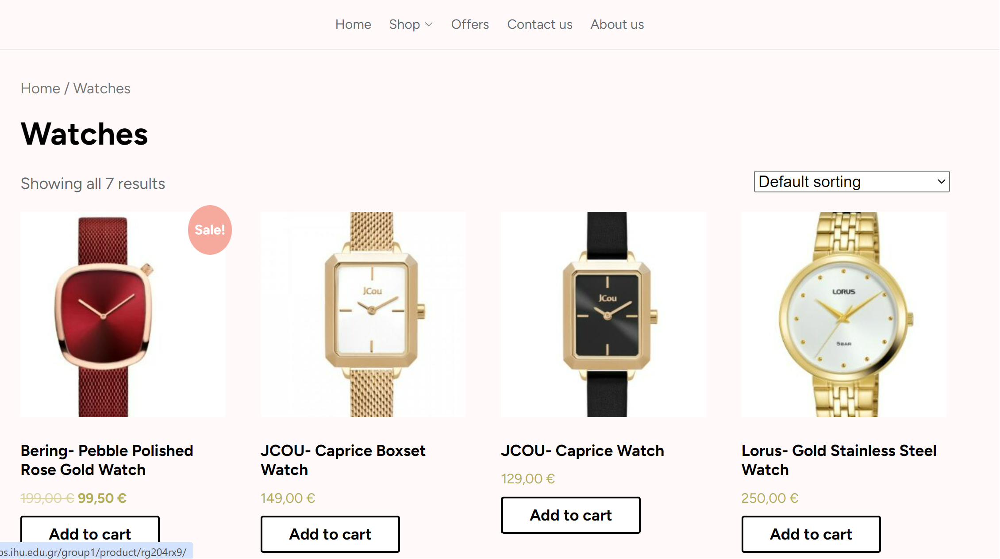 Home Shop Offers Contact us About us
Home / Watches
Watches
Showing all 7 results
Default sorting
Sale!
JCou
JCou
LORUS
5BAR
Bering- Pebble Polished
Rose Gold Watch
199,00 € 99,50 €
Add to cart
JCOU- Caprice Boxset
Watch
149,00 €
Add to cart
JCOU- Caprice Watch
129,00 €
Add to cart
Lorus- Gold Stainless Steel
Watch
250,00 €
Add to cart
os.ihu.edu.gr/group1/product/rg204rx9/